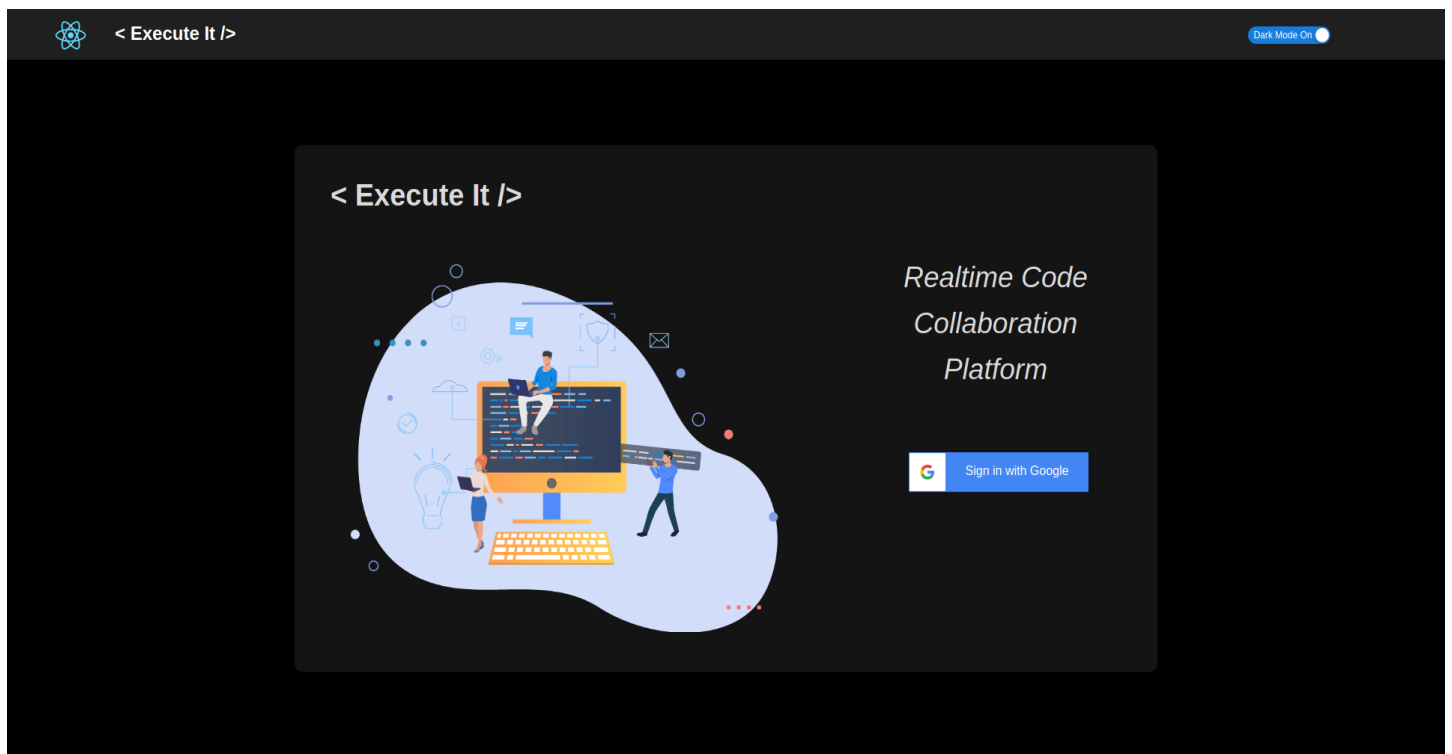 < Execute It />
Dark Mode On
< Execute It />
Realtime Code
Collaboration
Platform
Sign in with Google